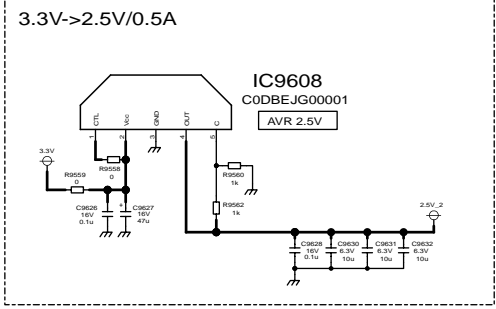 3.3V->2.5V/0.5A
IC9608
C0DBEJG00001
AVR 2.5V
CTL
Vcc
GND
OUT
C
1
2
3
4
5
3.3V
R9558
0
R9559
0
R9560
1k
R9562
1k
2.5V_2
C9626
16V
0.1u
+
C9627
16V
47u
C9628
16V
0.1u
C9630
6.3V
10u
C9631
6.3V
10u
C9632
6.3V
10u